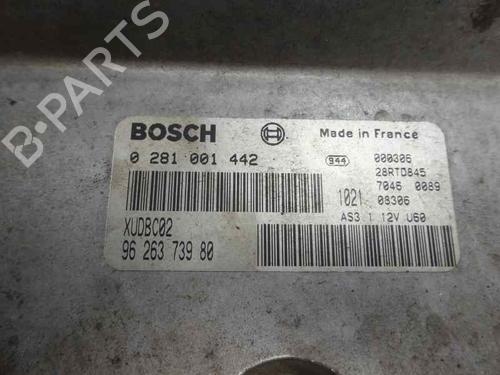 B-PARTS
BOSCH Made in France
0 281 001 442 944 000306
28RTD845
7046 0089
1021 08306
AS3 1 12V U60
XUDBC02
96 263 739 80